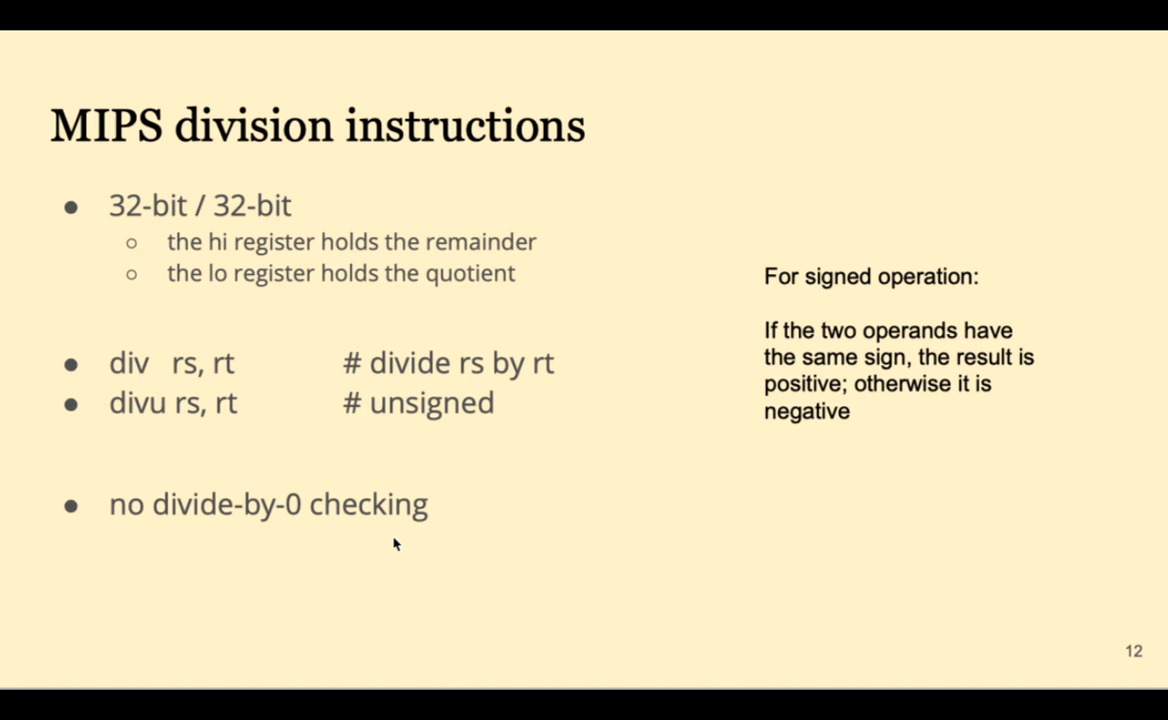 MIPS division instructions
● 32-bit / 32-bit
○ the hi register holds the remainder
○ the lo register holds the quotient
● div rs, rt # divide rs by rt
● divu rs, rt # unsigned
● no divide-by-0 checking
For signed operation:
If the two operands have
the same sign, the result is
positive; otherwise it is
negative
12